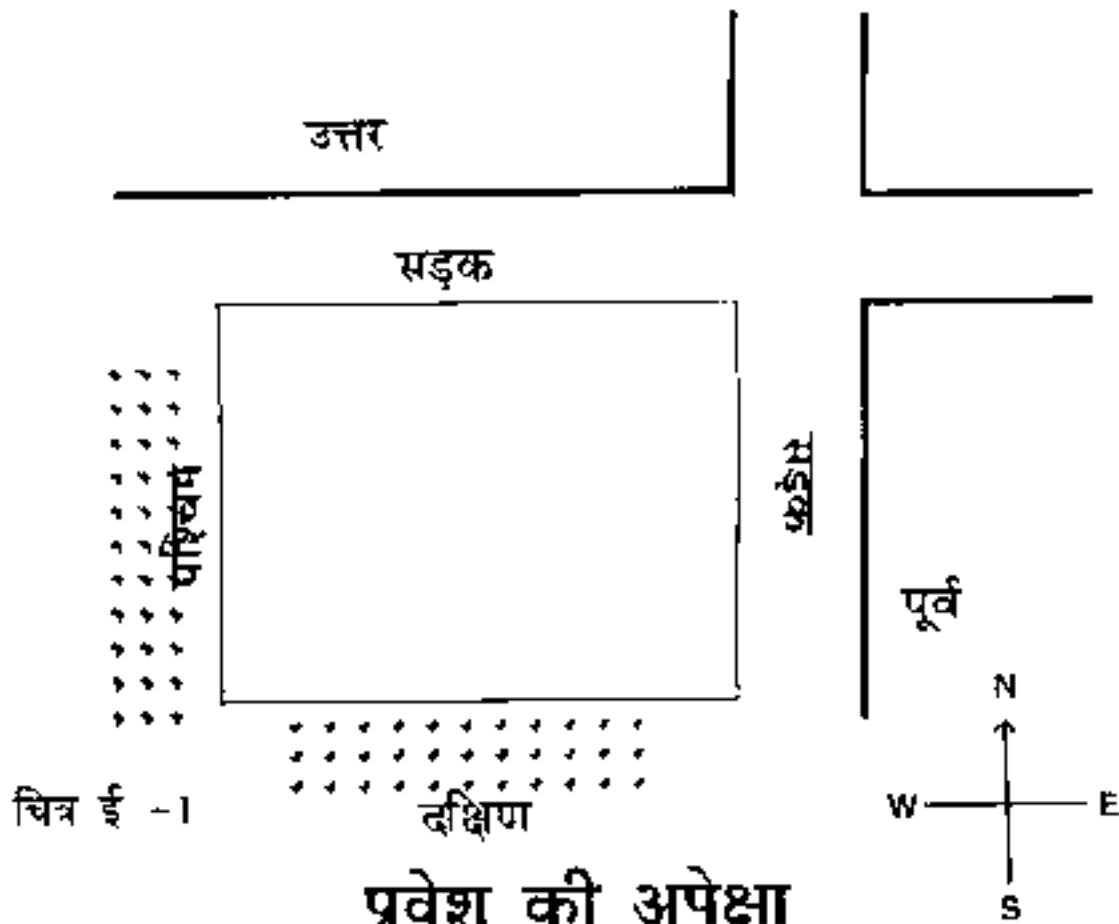 उत्तर
सड़क
पश्चिम
सड़क
पूर्व
N
W E
S
चित्र ई -1
दक्षिण
प्रवेश की अपेक्षा